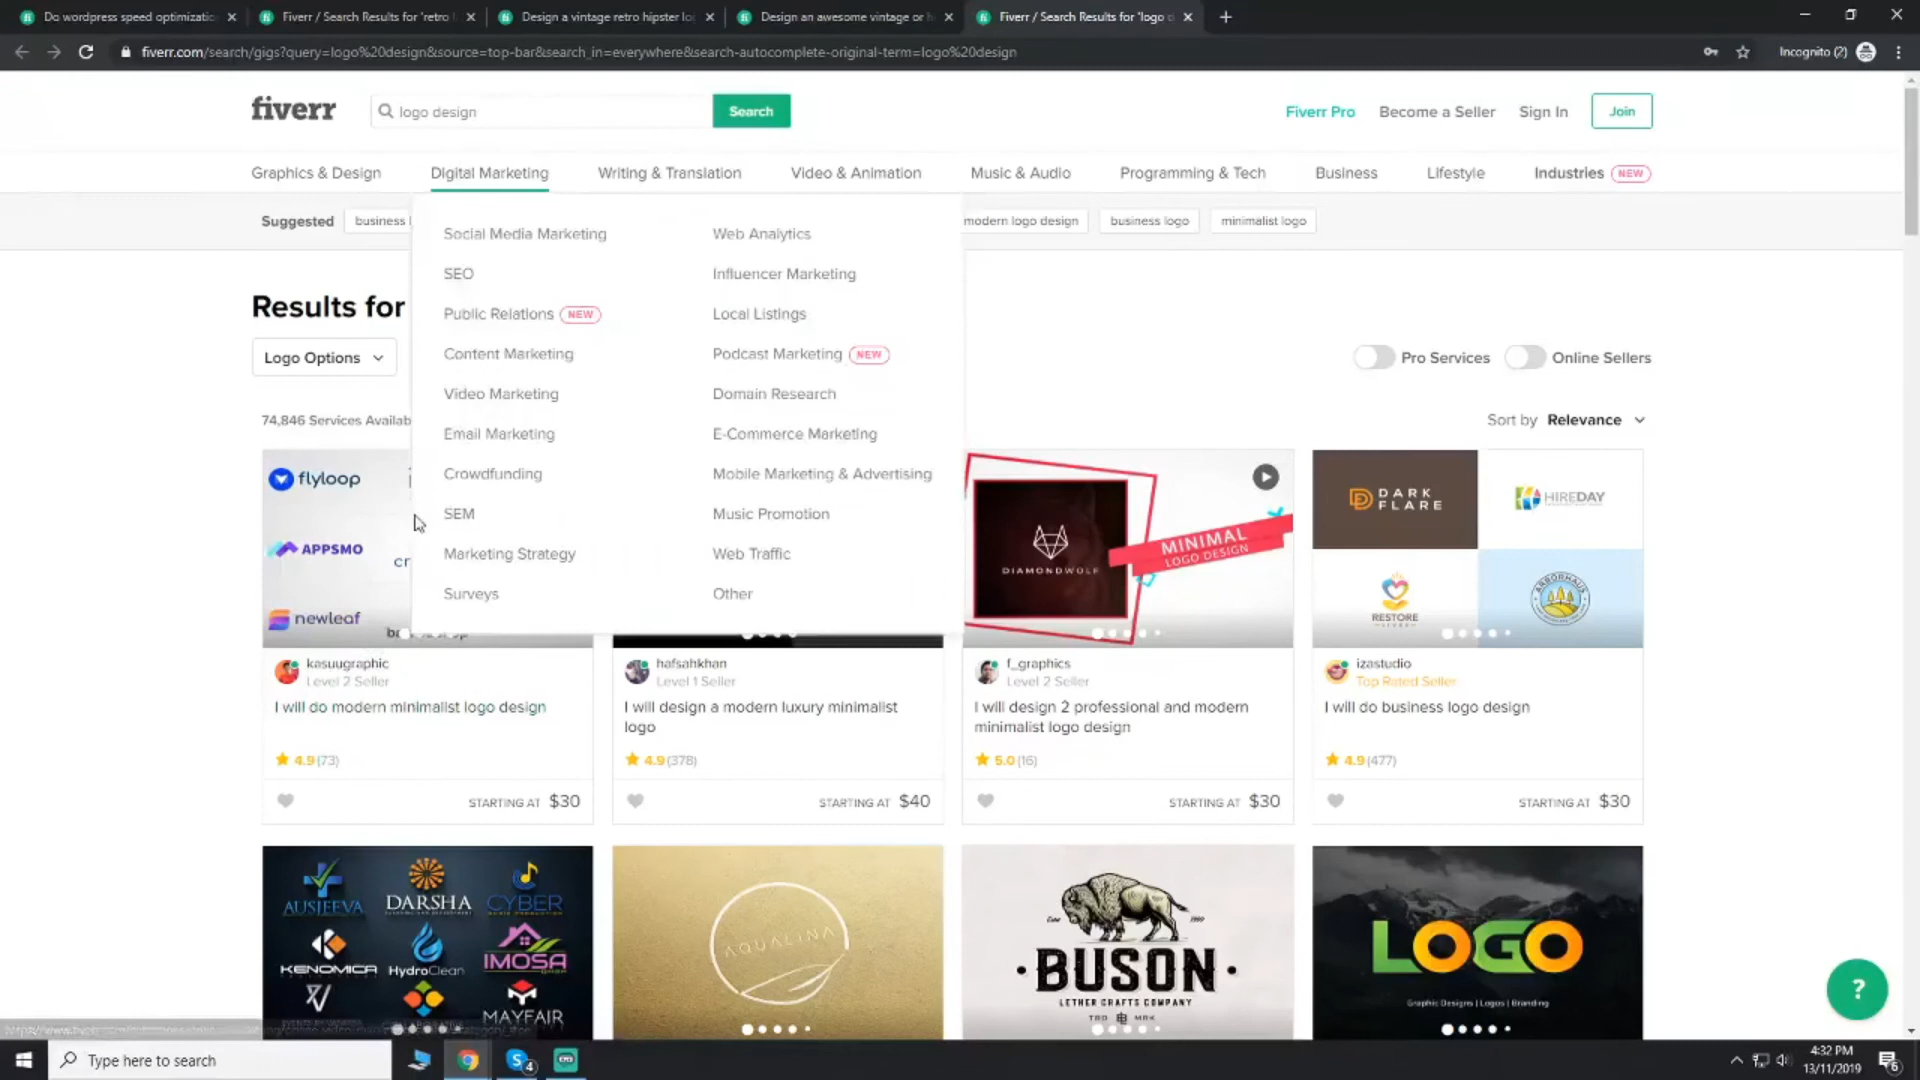 Do wordpress speed optimizatio
Fiverr / Search Results for 'retro l
Design a vintage retro hipster lo
Design an awesome vintage or h
Fiverr / Search Results for 'logo d
fiverr.com/search/gigs?query=logo%20design&source=top-bar&search_in=everywhere&search-autocomplete-original-term=logo%20design
Incognito (2)
fiverr
logo design
Search
Fiverr Pro
Become a Seller
Sign In
Join
Graphics & Design
Digital Marketing
Writing & Translation
Video & Animation
Music & Audio
Programming & Tech
Business
Lifestyle
Industries NEW
Suggested
business l
modern logo design
business logo
minimalist logo
Social Media Marketing
Web Analytics
SEO
Influencer Marketing
Public Relations NEW
Local Listings
Content Marketing
Podcast Marketing NEW
Video Marketing
Domain Research
Email Marketing
E-Commerce Marketing
Crowdfunding
Mobile Marketing & Advertising
SEM
Music Promotion
Marketing Strategy
Web Traffic
Surveys
Other
Results for
Logo Options
Pro Services
Online Sellers
74,846 Services Availab
Sort by Relevance
flyloop
APPSMO
cr
newleaf
DIAMONDWOLF
MINIMAL
LOGO DESIGN
DARK
FLARE
HIREDAY
RESTORE
ARBORHAUS
kasuugraphic
Level 2 Seller
I will do modern minimalist logo design
4.9 (73)
STARTING AT $30
hafsahkhan
Level 1 Seller
I will design a modern luxury minimalist
logo
4.9 (378)
STARTING AT $40
f_graphics
Level 2 Seller
I will design 2 professional and modern
minimalist logo design
5.0 (16)
STARTING AT $30
izastudio
Top Rated Seller
I will do business logo design
4.9 (477)
STARTING AT $30
AUSJEEVA
DARSHA
CYBER
KENOMICA
HydroClean
IMOSA
MAYFAIR
AQUALINA
BUSON
LETHER CRAFTS COMPANY
TRD MRK
LOGO
Graphic Designs | Logos | Branding
?
Type here to search
4
4:32 PM
13/11/2019
6